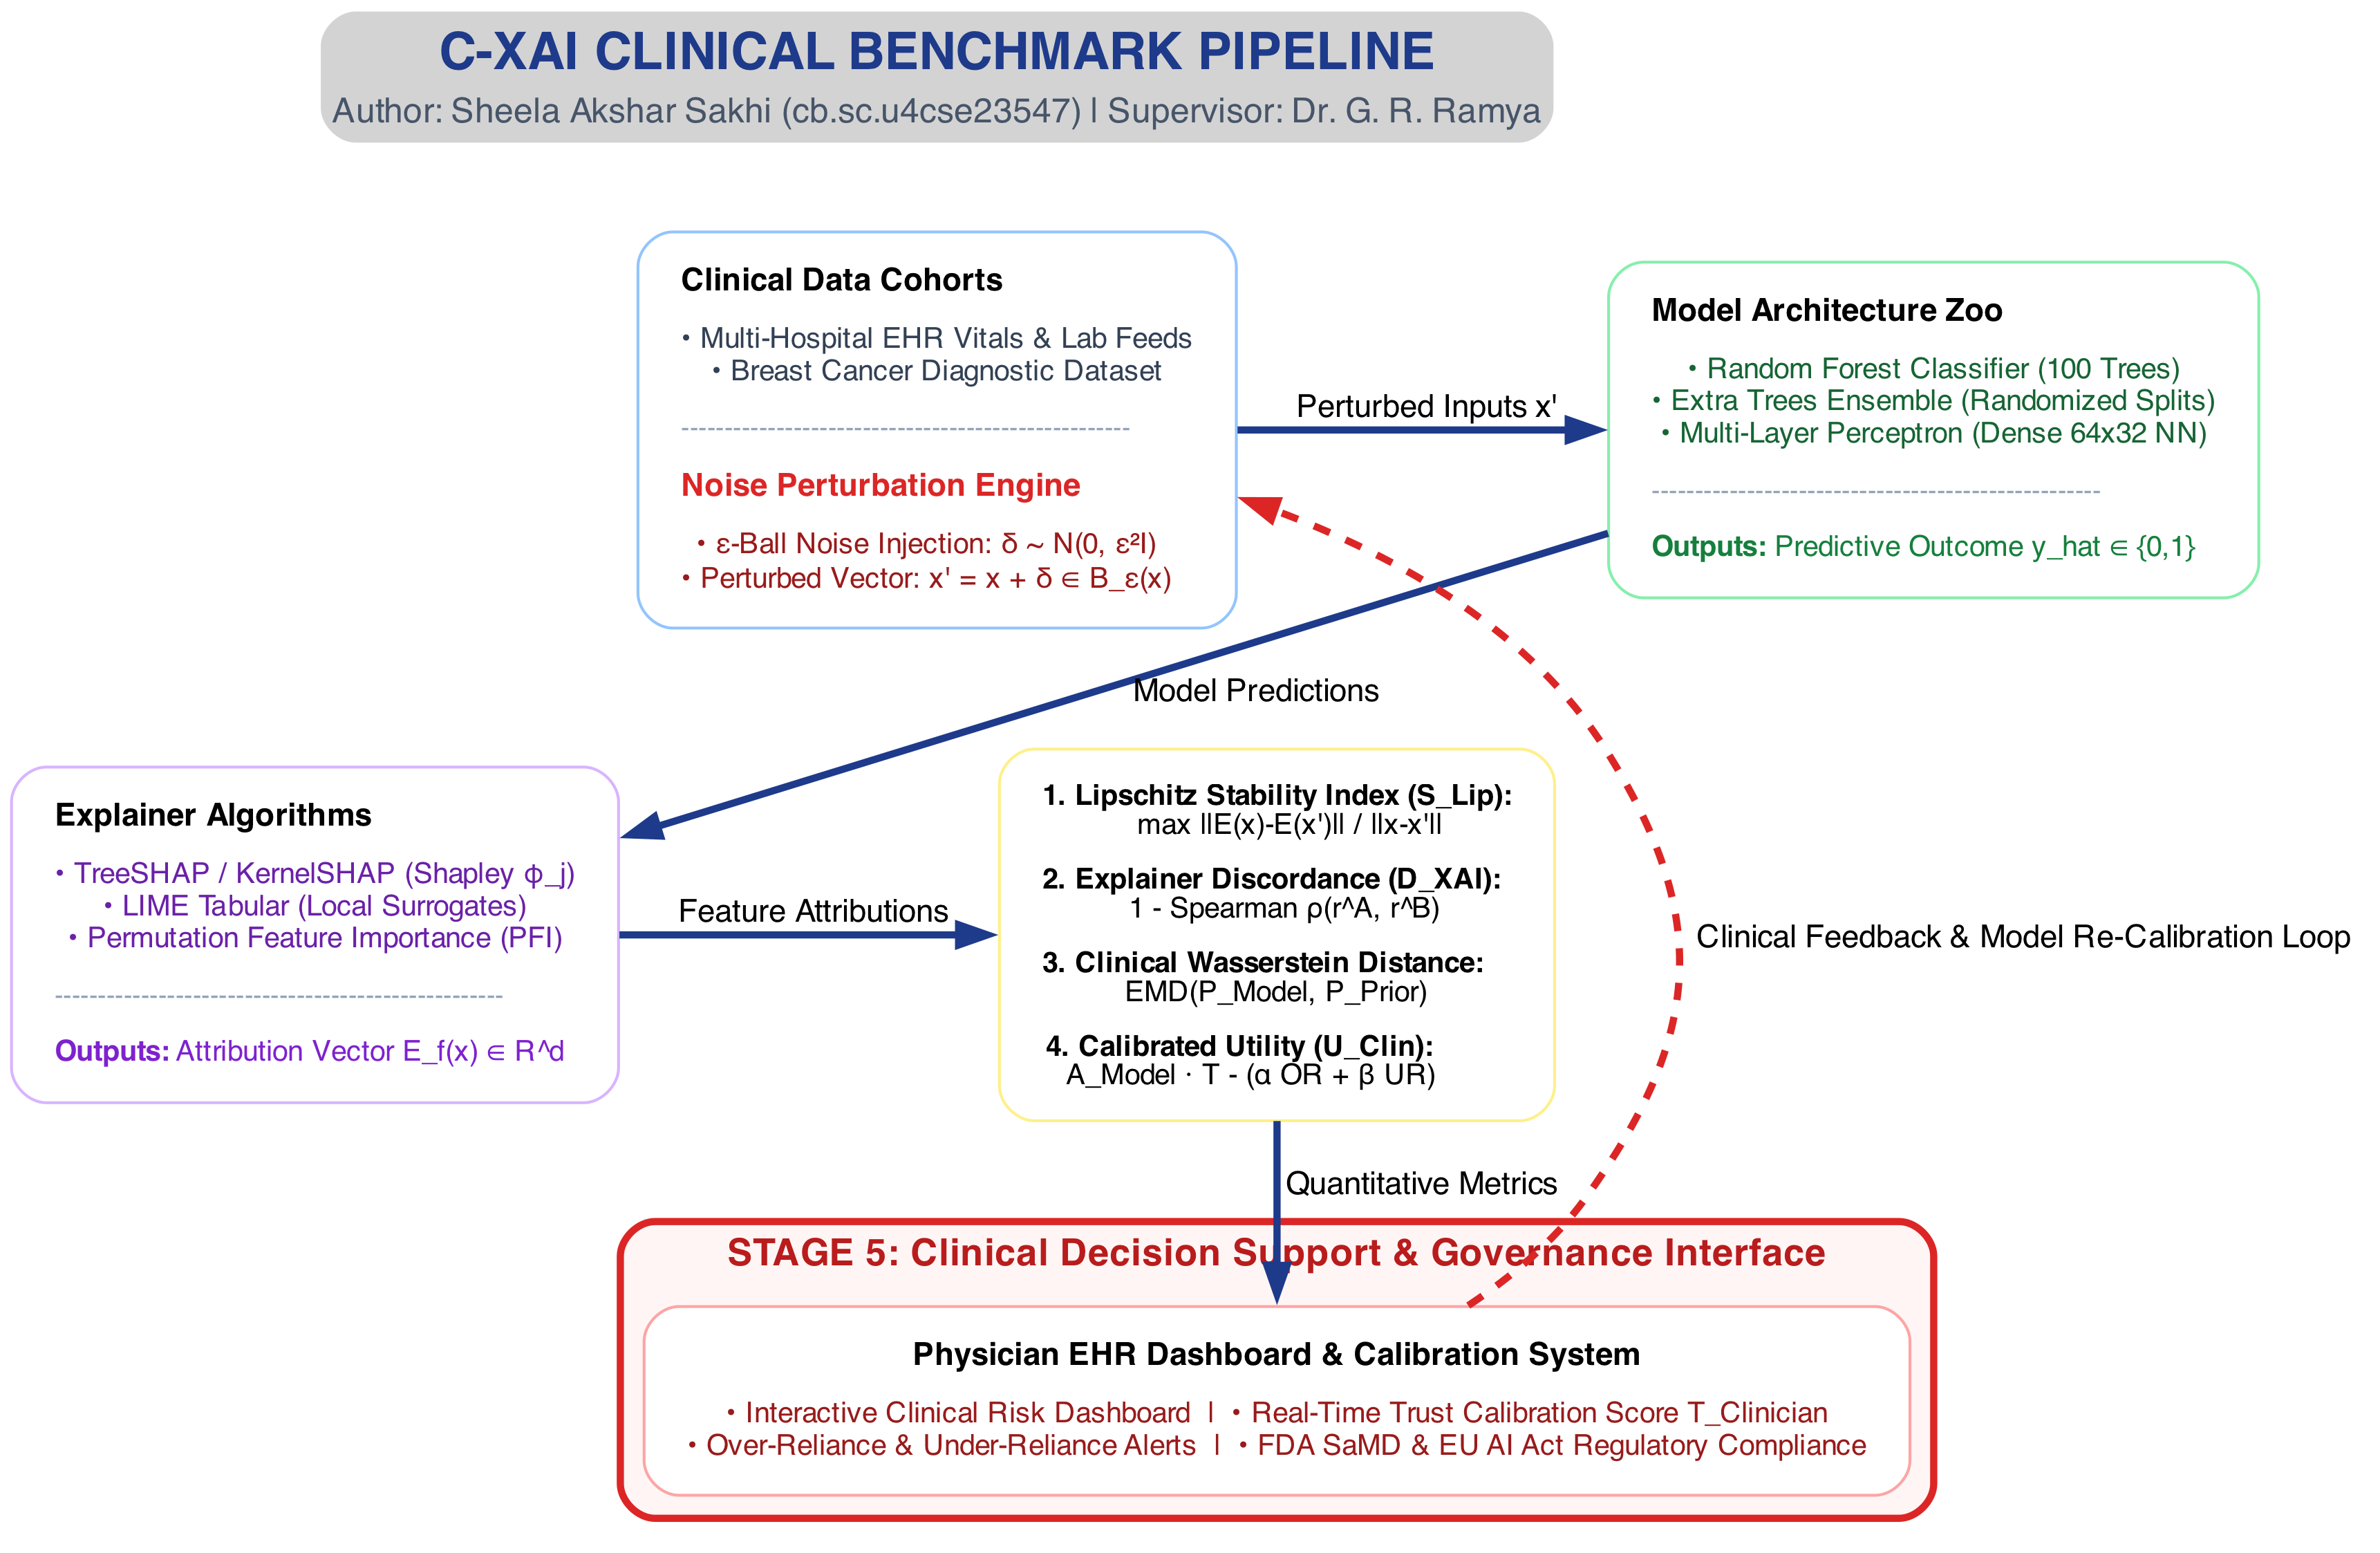 C-XAI CLINICAL BENCHMARK PIPELINE
Author: Sheela Akshar Sakhi (cb.sc.u4cse23547) | Supervisor: Dr. G. R. Ramya
Clinical Data Cohorts
• Multi-Hospital EHR Vitals & Lab Feeds
• Breast Cancer Diagnostic Dataset
----------------------------------------------------
Noise Perturbation Engine
• ε-Ball Noise Injection: δ ~ N(0, ε²I)
• Perturbed Vector: x' = x + δ ∈ B_ε(x)
Perturbed Inputs x'
Model Architecture Zoo
• Random Forest Classifier (100 Trees)
• Extra Trees Ensemble (Randomized Splits)
• Multi-Layer Perceptron (Dense 64x32 NN)
----------------------------------------------------
Outputs: Predictive Outcome y_hat ∈ {0,1}
Model Predictions
Explainer Algorithms
• TreeSHAP / KernelSHAP (Shapley φ_j)
• LIME Tabular (Local Surrogates)
• Permutation Feature Importance (PFI)
----------------------------------------------------
Outputs: Attribution Vector E_f(x) ∈ R^d
Feature Attributions
1. Lipschitz Stability Index (S_Lip):
max ||E(x)-E(x')|| / ||x-x'||
2. Explainer Discordance (D_XAI):
1 - Spearman ρ(r^A, r^B)
3. Clinical Wasserstein Distance:
EMD(P_Model, P_Prior)
4. Calibrated Utility (U_Clin):
A_Model · T - (α OR + β UR)
Clinical Feedback & Model Re-Calibration Loop
Quantitative Metrics
STAGE 5: Clinical Decision Support & Governance Interface
Physician EHR Dashboard & Calibration System
• Interactive Clinical Risk Dashboard | • Real-Time Trust Calibration Score T_Clinician
• Over-Reliance & Under-Reliance Alerts | • FDA SaMD & EU AI Act Regulatory Compliance